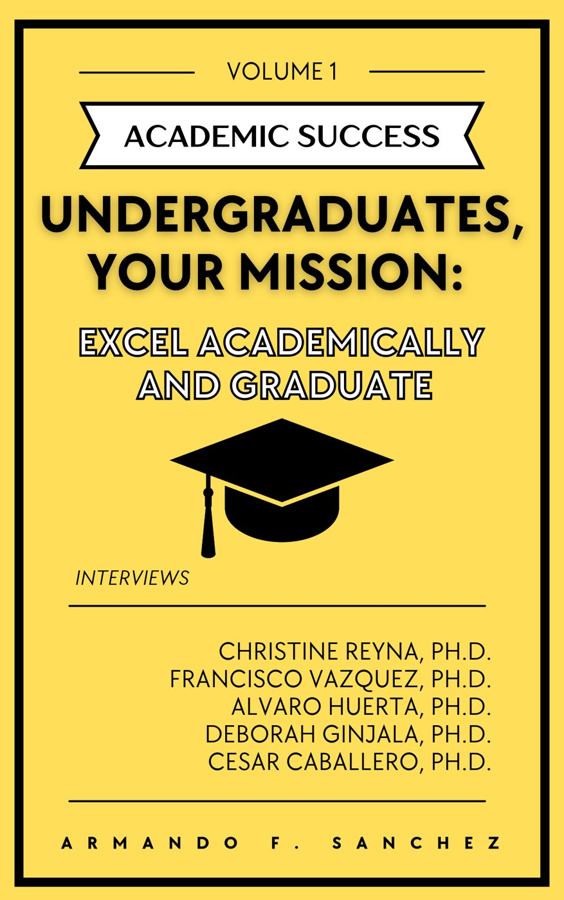 VOLUME 1
ACADEMIC SUCCESS
UNDERGRADUATES,
YOUR MISSION:
EXCEL ACADEMICALLY
AND GRADUATE
INTERVIEWS
CHRISTINE REYNA, PH.D.
FRANCISCO VAZQUEZ, PH.D.
ALVARO HUERTA, PH.D.
DEBORAH GINJALA, PH.D.
CESAR CABALLERO, PH.D.
ARMANDO F. SANCHEZ